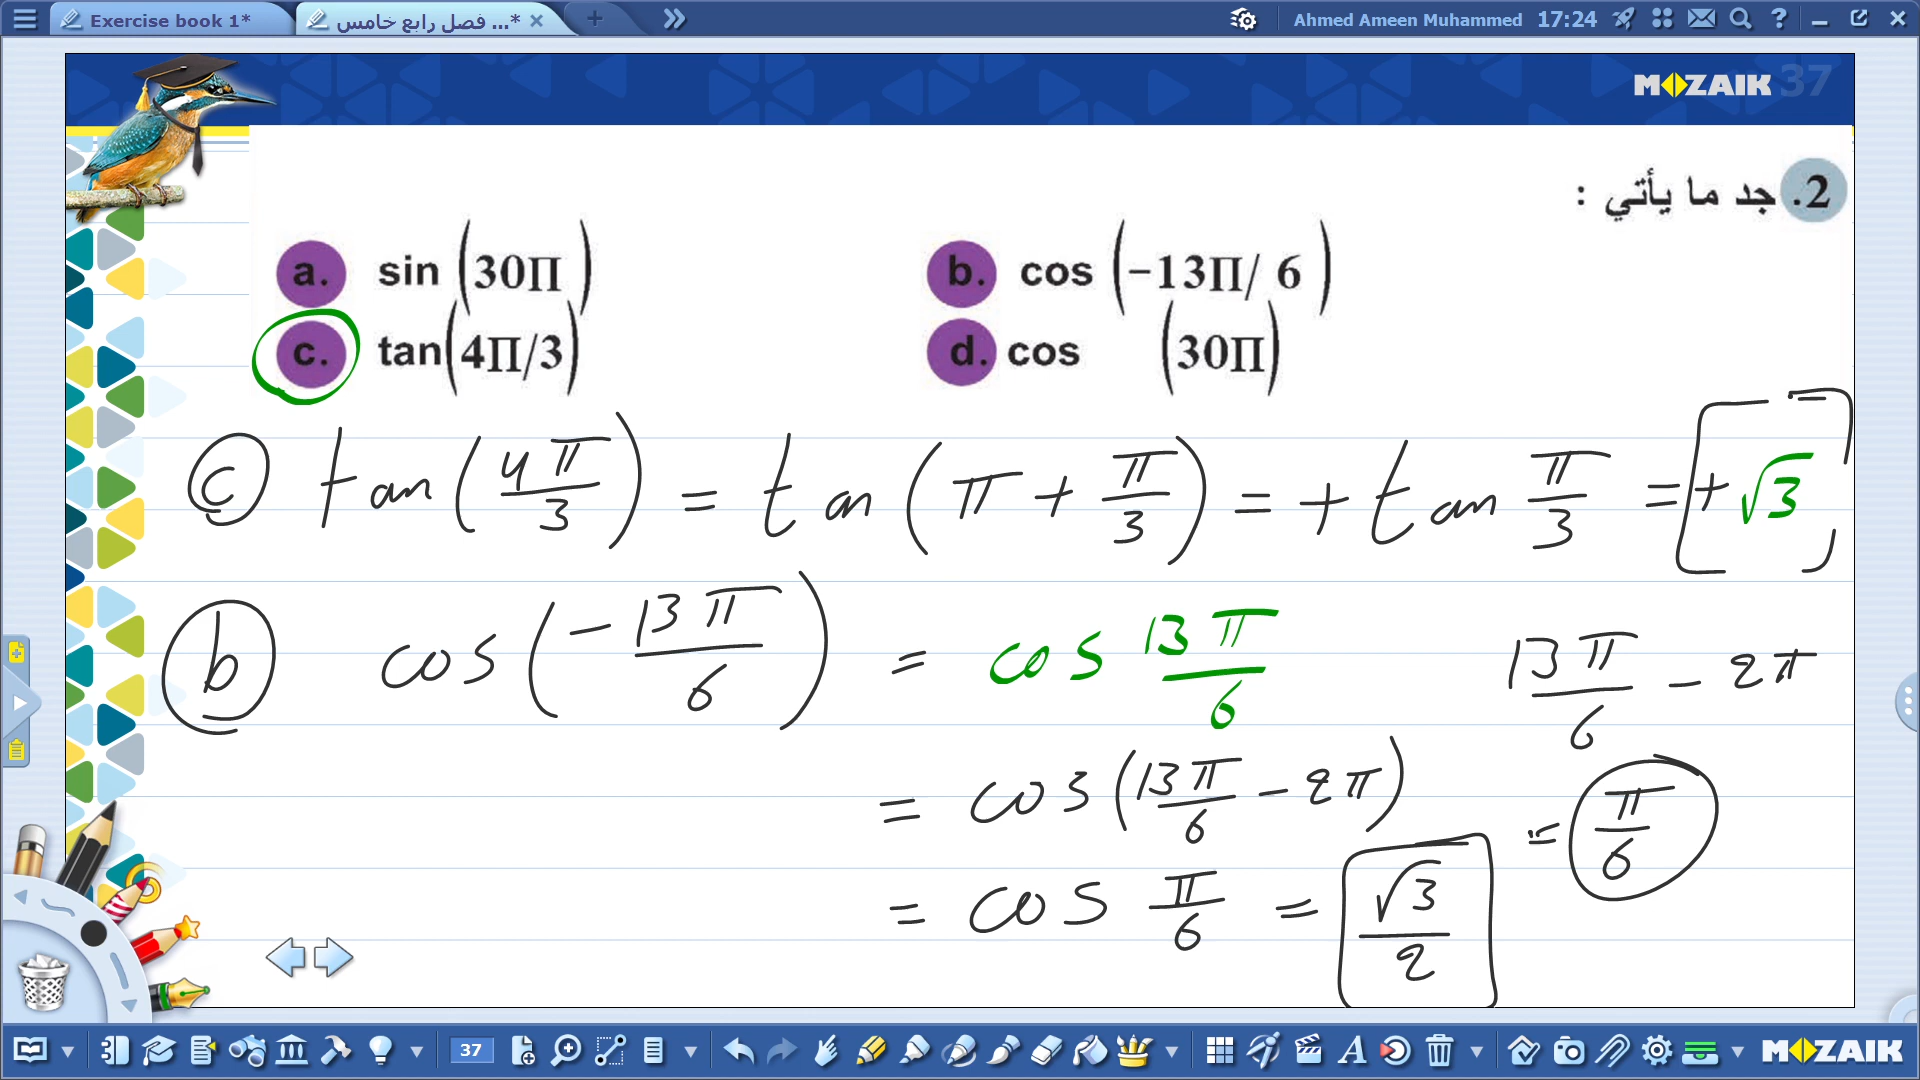 Exercise book 1*
فصل رابع خامس ...*
Ahmed Ameen Muhammed 17:24
MOZAIK 37
2. جد ما يأتي :
a. sin (30Π)
b. cos (−13Π/ 6)
c. tan(4Π/3)
d. cos (30Π)
c tan(4π/3) = tan(π + π/3) = + tan π/3 = + √3
b cos(−13π/6) = cos 13π/6
13π/6 − 2π
= cos(13π/6 − 2π)
= π/6
= cos π/6 = √3/2
37
MOZAIK